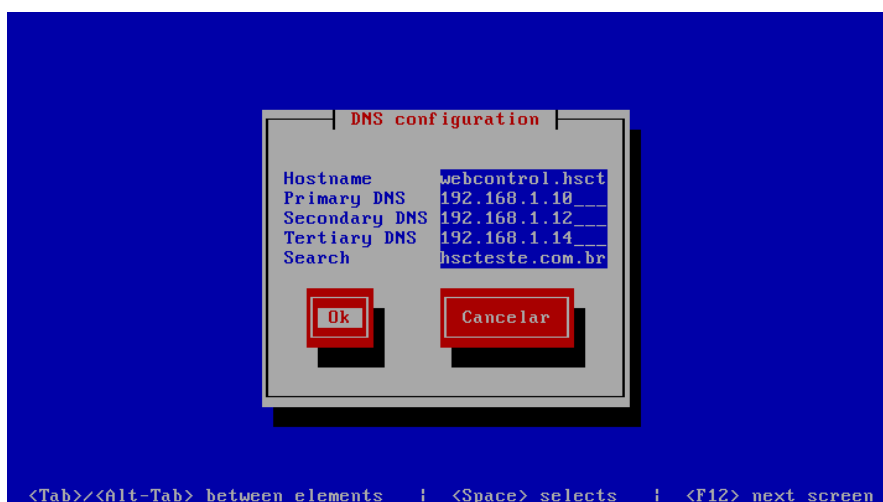 DNS configuration
Hostname webcontrol.hsct
Primary DNS 192.168.1.10___
Secondary DNS 192.168.1.12___
Tertiary DNS 192.168.1.14___
Search hscteste.com.br
Ok Cancelar
<Tab>/<Alt-Tab> between elements | <Space> selects | <F12> next screen